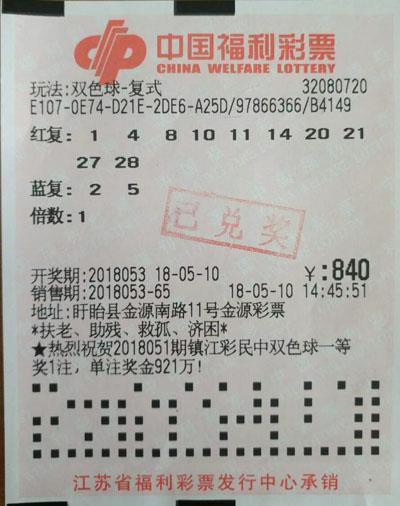 中国福利彩票
CHINA WELFARE LOTTERY
玩法:双色球-复式 32080720
E107-0E74-D21E-2DE6-A25D/97866366/B4149
红复: 1 4 8 10 11 14 20 21
27 28
蓝复: 2 5
倍数:1
已兑奖
开奖期:2018053 18-05-10 ¥:840
销售期:2018053-65 18-05-10 14:45:51
地址:盱眙县金源南路11号金源彩票
*扶老、助残、救孤、济困*
★热烈祝贺2018051期镇江彩民中双色球一等
奖1注，单注奖金921万!
江苏省福利彩票发行中心承销